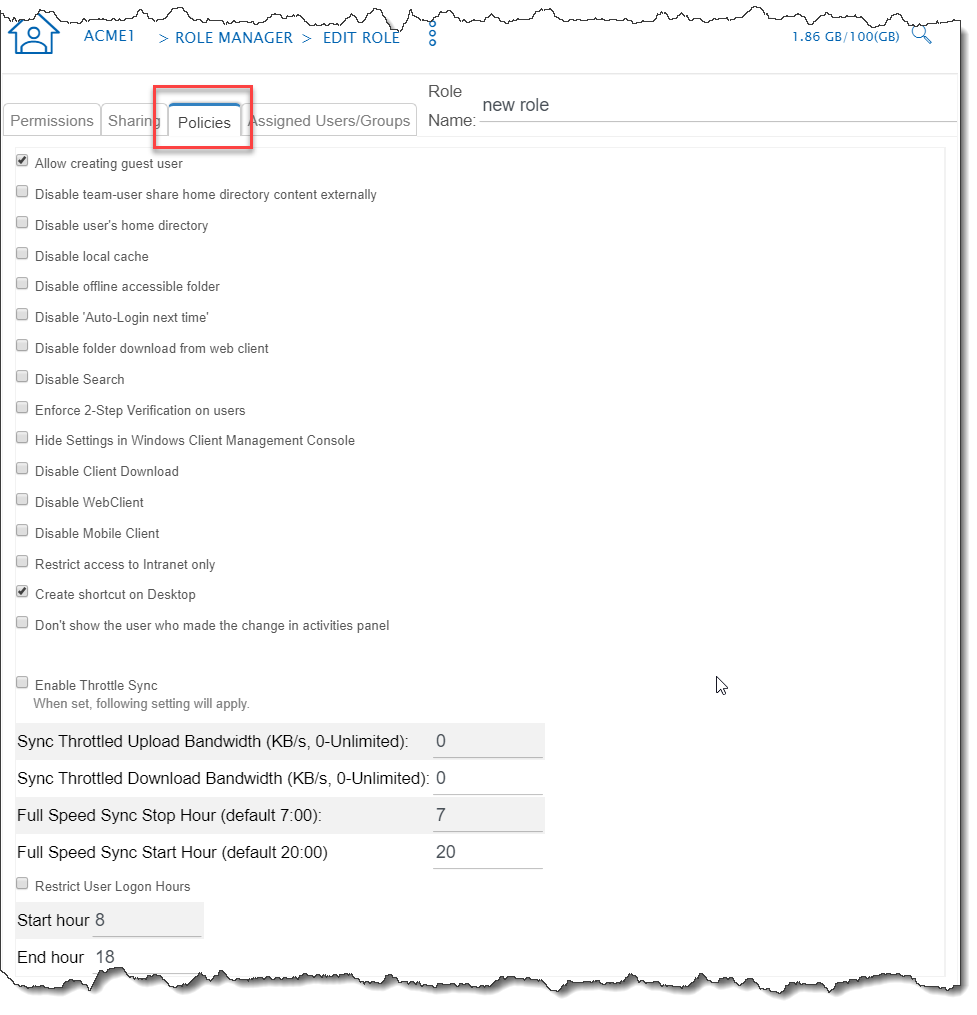 ACME1 > ROLE MANAGER > EDIT ROLE 1.86 GB/100(GB)
Role Name: new role
Permissions Sharing Policies Assigned Users/Groups
Allow creating guest user
Disable team-user share home directory content externally
Disable user's home directory
Disable local cache
Disable offline accessible folder
Disable 'Auto-Login next time'
Disable folder download from web client
Disable Search
Enforce 2-Step Verification on users
Hide Settings in Windows Client Management Console
Disable Client Download
Disable WebClient
Disable Mobile Client
Restrict access to Intranet only
Create shortcut on Desktop
Don't show the user who made the change in activities panel
Enable Throttle Sync
When set, following setting will apply.
Sync Throttled Upload Bandwidth (KB/s, 0-Unlimited): 0
Sync Throttled Download Bandwidth (KB/s, 0-Unlimited): 0
Full Speed Sync Stop Hour (default 7:00): 7
Full Speed Sync Start Hour (default 20:00) 20
Restrict User Logon Hours
Start hour 8
End hour 18